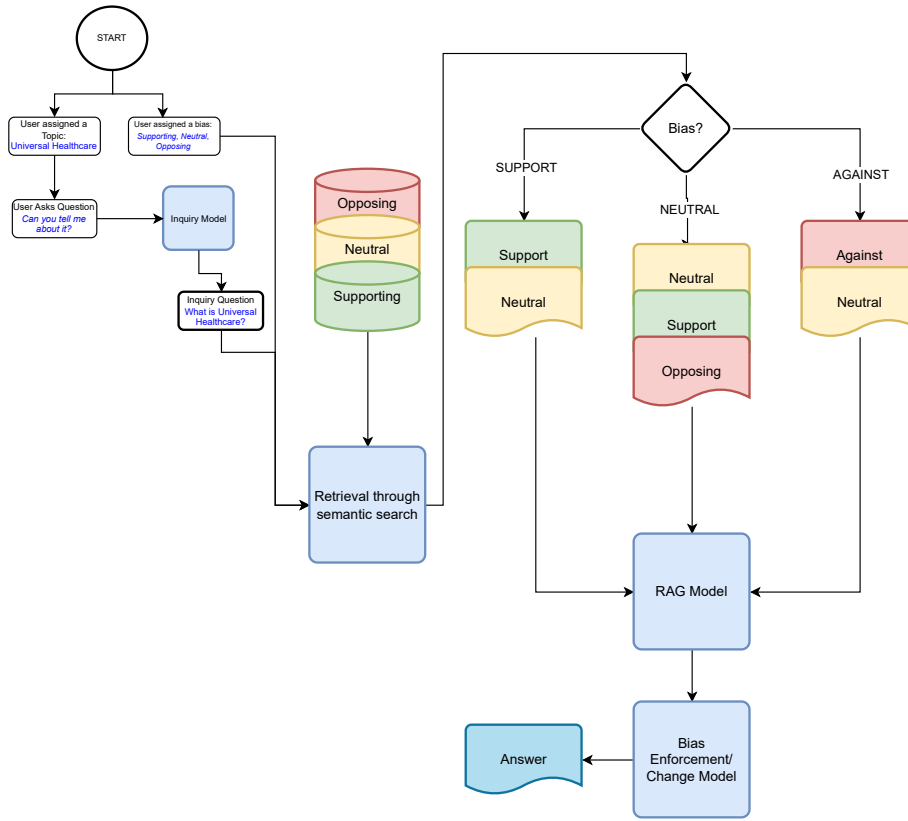 START
User assigned a
Topic:
Universal Healthcare
User assigned a bias:
Supporting, Neutral,
Opposing
User Asks Question
Can you tell me
about it?
Inquiry Model
Inquiry Question
What is Universal
Healthcare?
Opposing
Neutral
Supporting
Retrieval through
semantic search
Bias?
SUPPORT
NEUTRAL
AGAINST
Support
Neutral
Neutral
Support
Opposing
Against
Neutral
RAG Model
Bias
Enforcement/
Change Model
Answer